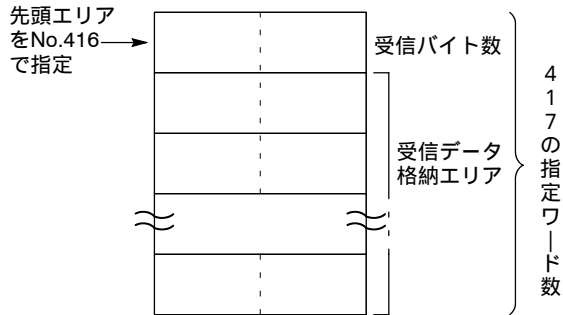 先頭エリア
をNo.416
で指定
受信バイト数
受信データ
格納エリア
417の指定ワード数